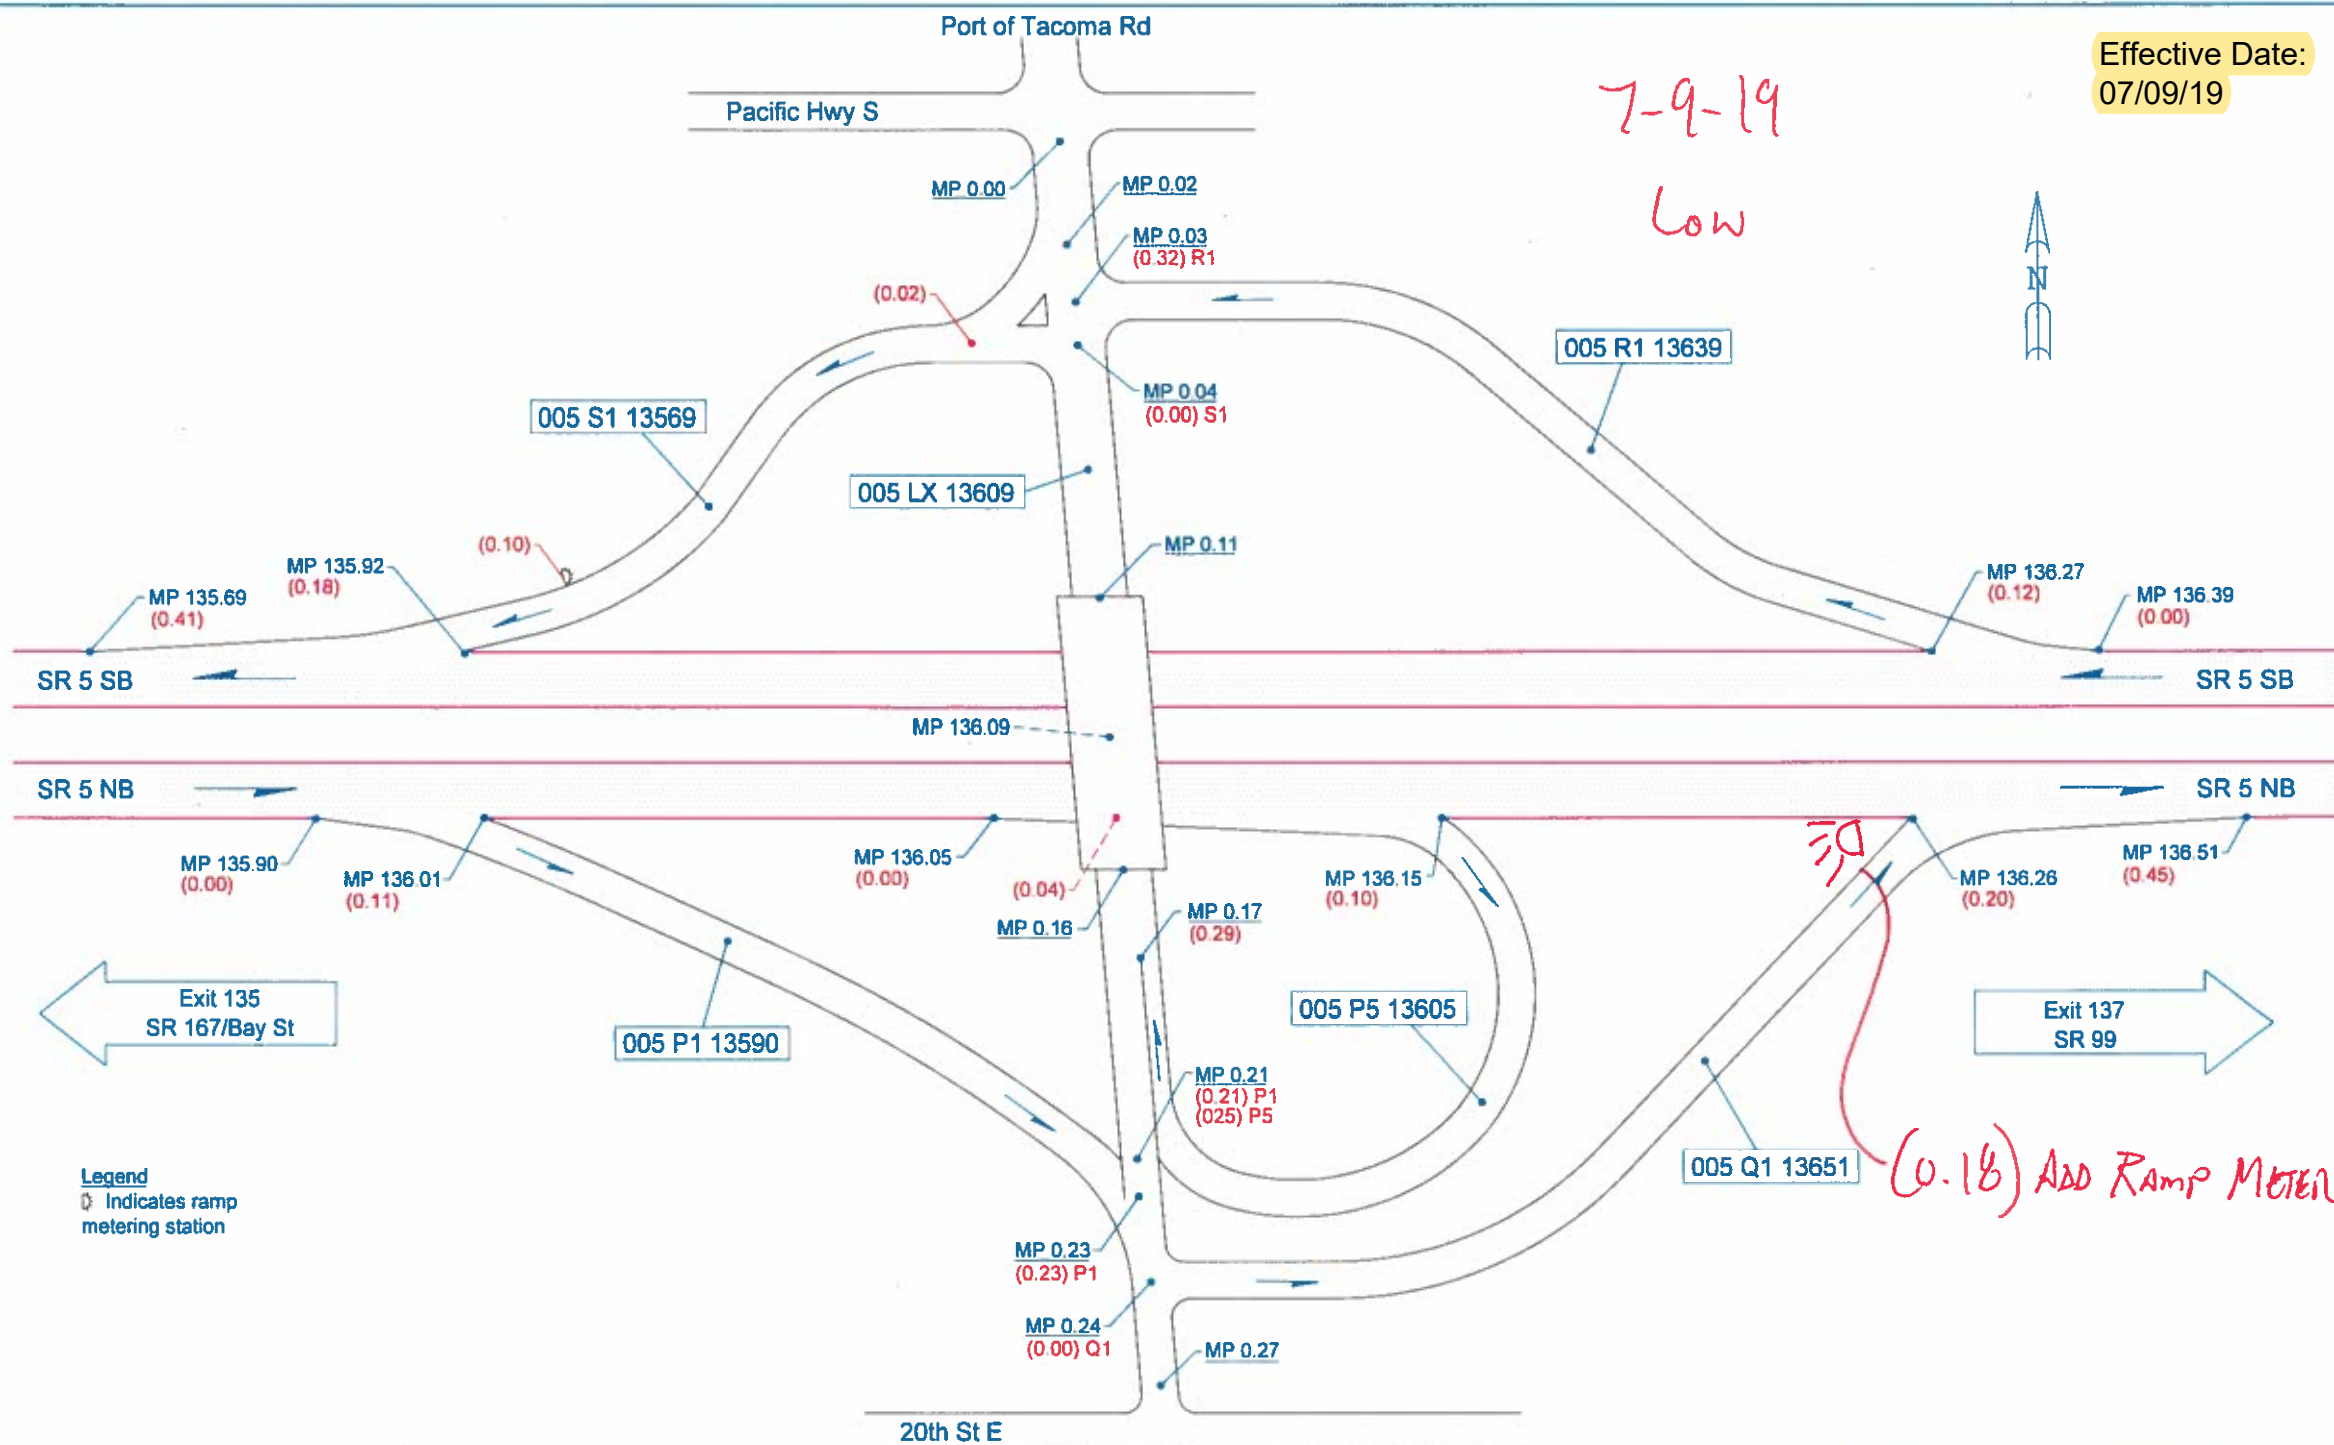 Port of Tacoma Rd
Effective Date:
07/09/19
7-9-19
Low
Pacific Hwy S
MP 0.00
MP 0.02
MP 0.03
(0.32) R1
N
(0.02)
005 R1 13639
MP 0.04
(0.00) S1
005 S1 13569
005 LX 13609
(0.10)
MP 0.11
MP 135.92
(0.18)
MP 135.69
(0.41)
MP 136.27
(0.12)
MP 136.39
(0.00)
SR 5 SB
SR 5 SB
MP 136.09
SR 5 NB
SR 5 NB
MP 135.90
(0.00)
MP 136.01
(0.11)
MP 136.05
(0.00)
(0.04)
MP 136.15
(0.10)
MP 136.26
(0.20)
MP 136.51
(0.45)
MP 0.16
MP 0.17
(0.29)
Exit 135
SR 167/Bay St
005 P1 13590
005 P5 13605
Exit 137
SR 99
MP 0.21
(0.21) P1
(025) P5
005 Q1 13651
(0.18) ADD RAMP METER
Legend
Indicates ramp
metering station
MP 0.23
(0.23) P1
MP 0.24
(0.00) Q1
MP 0.27
20th St E